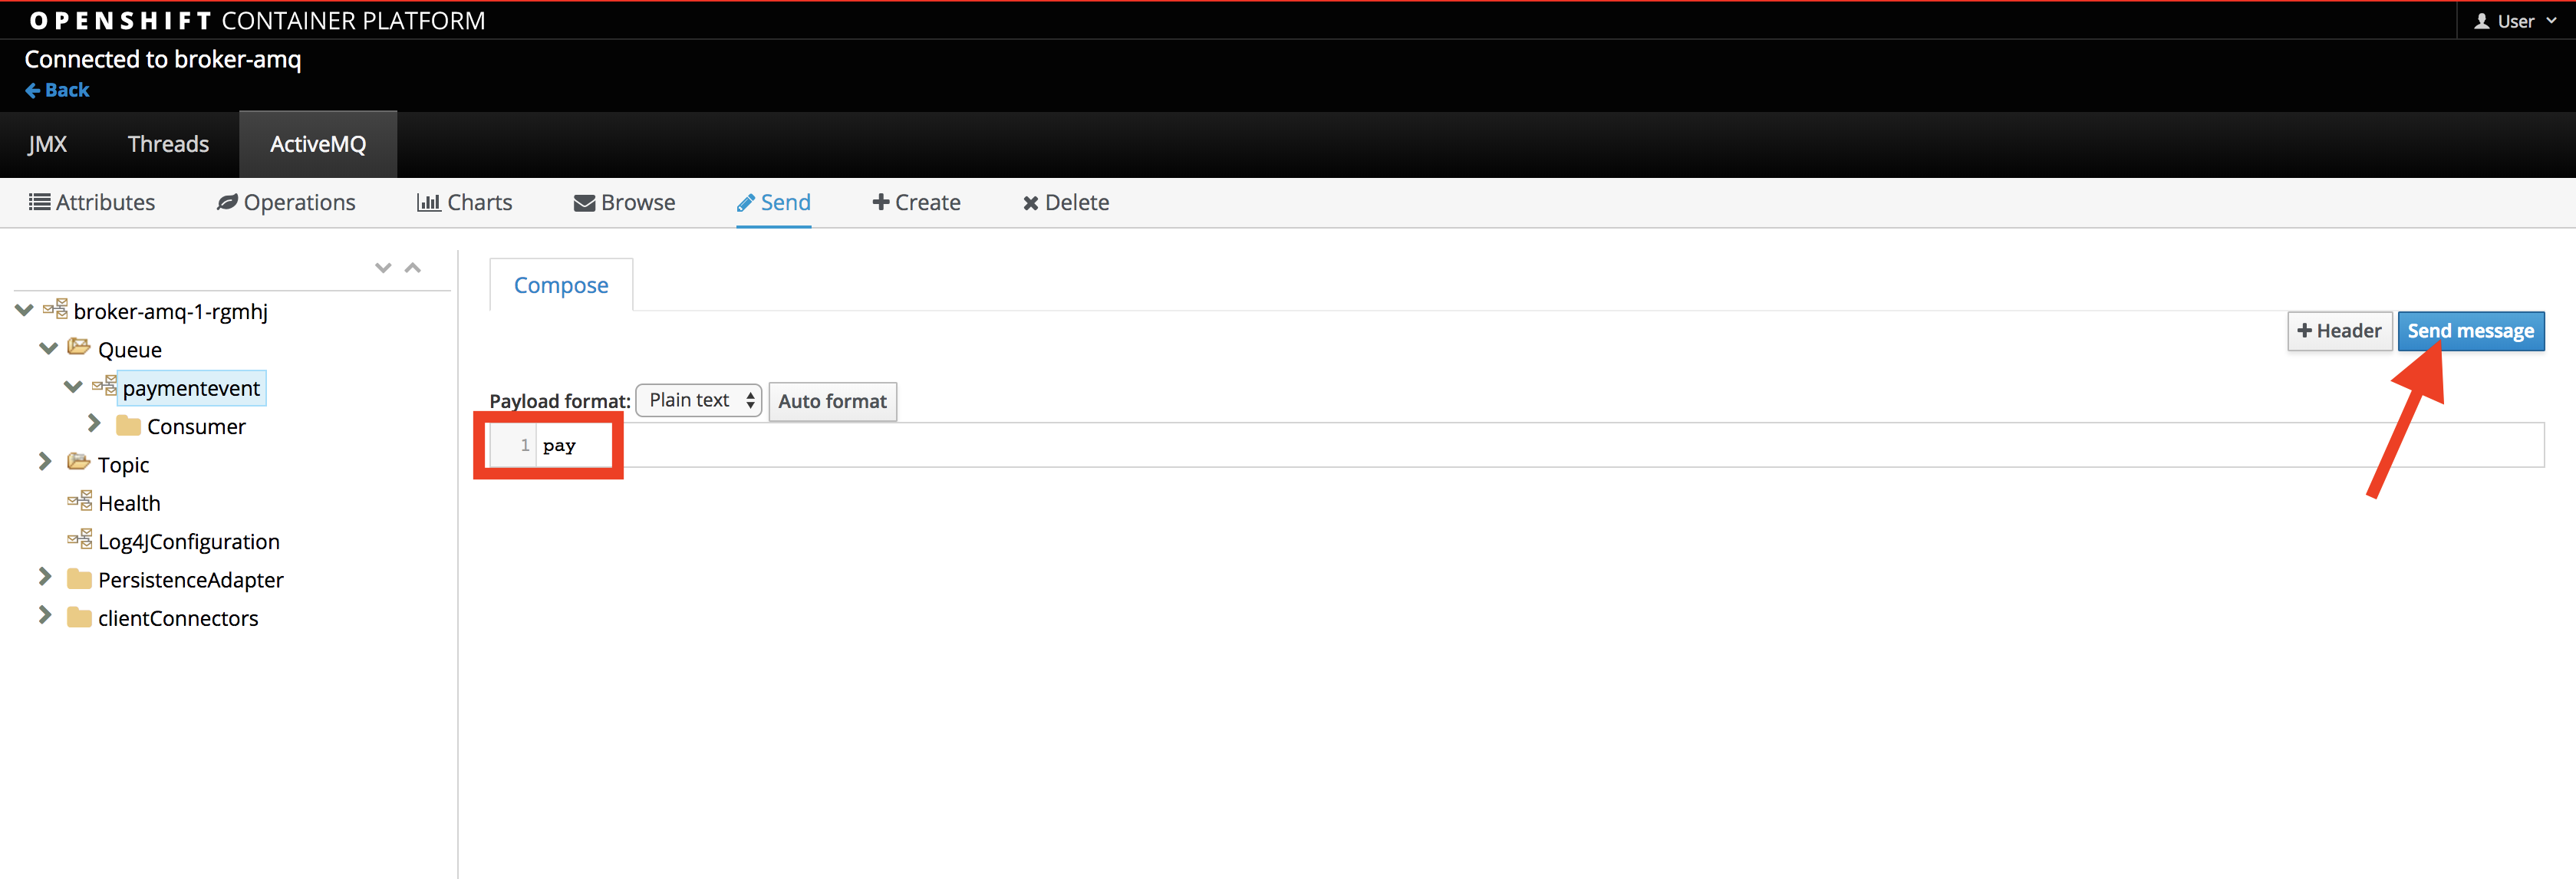 OPENSHIFT CONTAINER PLATFORM
User
Connected to broker-amq
Back
JMX Threads ActiveMQ
Attributes Operations Charts Browse Send Create Delete
broker-amq-1-rgmhj
Queue
paymentevent
Consumer
Topic
Health
Log4JConfiguration
PersistenceAdapter
clientConnectors
Compose
Header Send message
Payload format: Plain text Auto format
1 pay